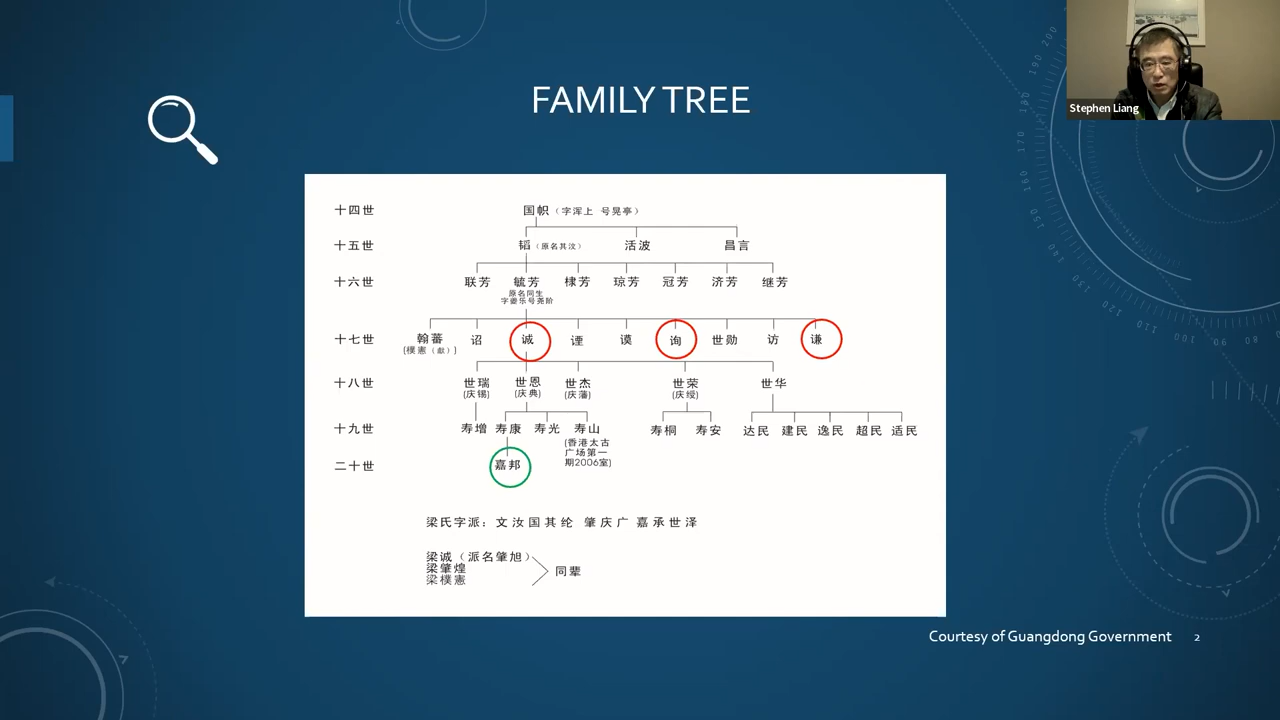 FAMILY TREE
Stephen Liang
十四世 国帜（字浑上 号晃亭）
十五世 韬（原名其汶） 活波 昌言
十六世 联芳 毓芳 棣芳 琼芳 冠芳 济芳 继芳
原名同生
字夔乐号尧阶
十七世 翰蕃 诏 诚 谭 谟 询 世勋 访 谦
(樸憲（猷）)
十八世 世瑞 世恩 世杰 世荣 世华
(庆锡) (庆典) (庆藩) (庆绶)
十九世 寿增 寿康 寿光 寿山 寿桐 寿安 达民 建民 逸民 超民 适民
(香港太古
广场第一
期2006室)
二十世 嘉邦
梁氏字派：文汝国其纶 肇庆广 嘉承世泽
梁诚（派名肇旭）
梁肇煌 同辈
梁樸憲
Courtesy of Guangdong Government 2